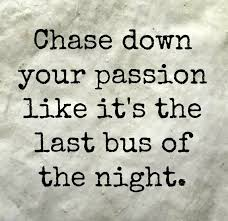 Chase down
your passion
like it's the
last bus of
the night.